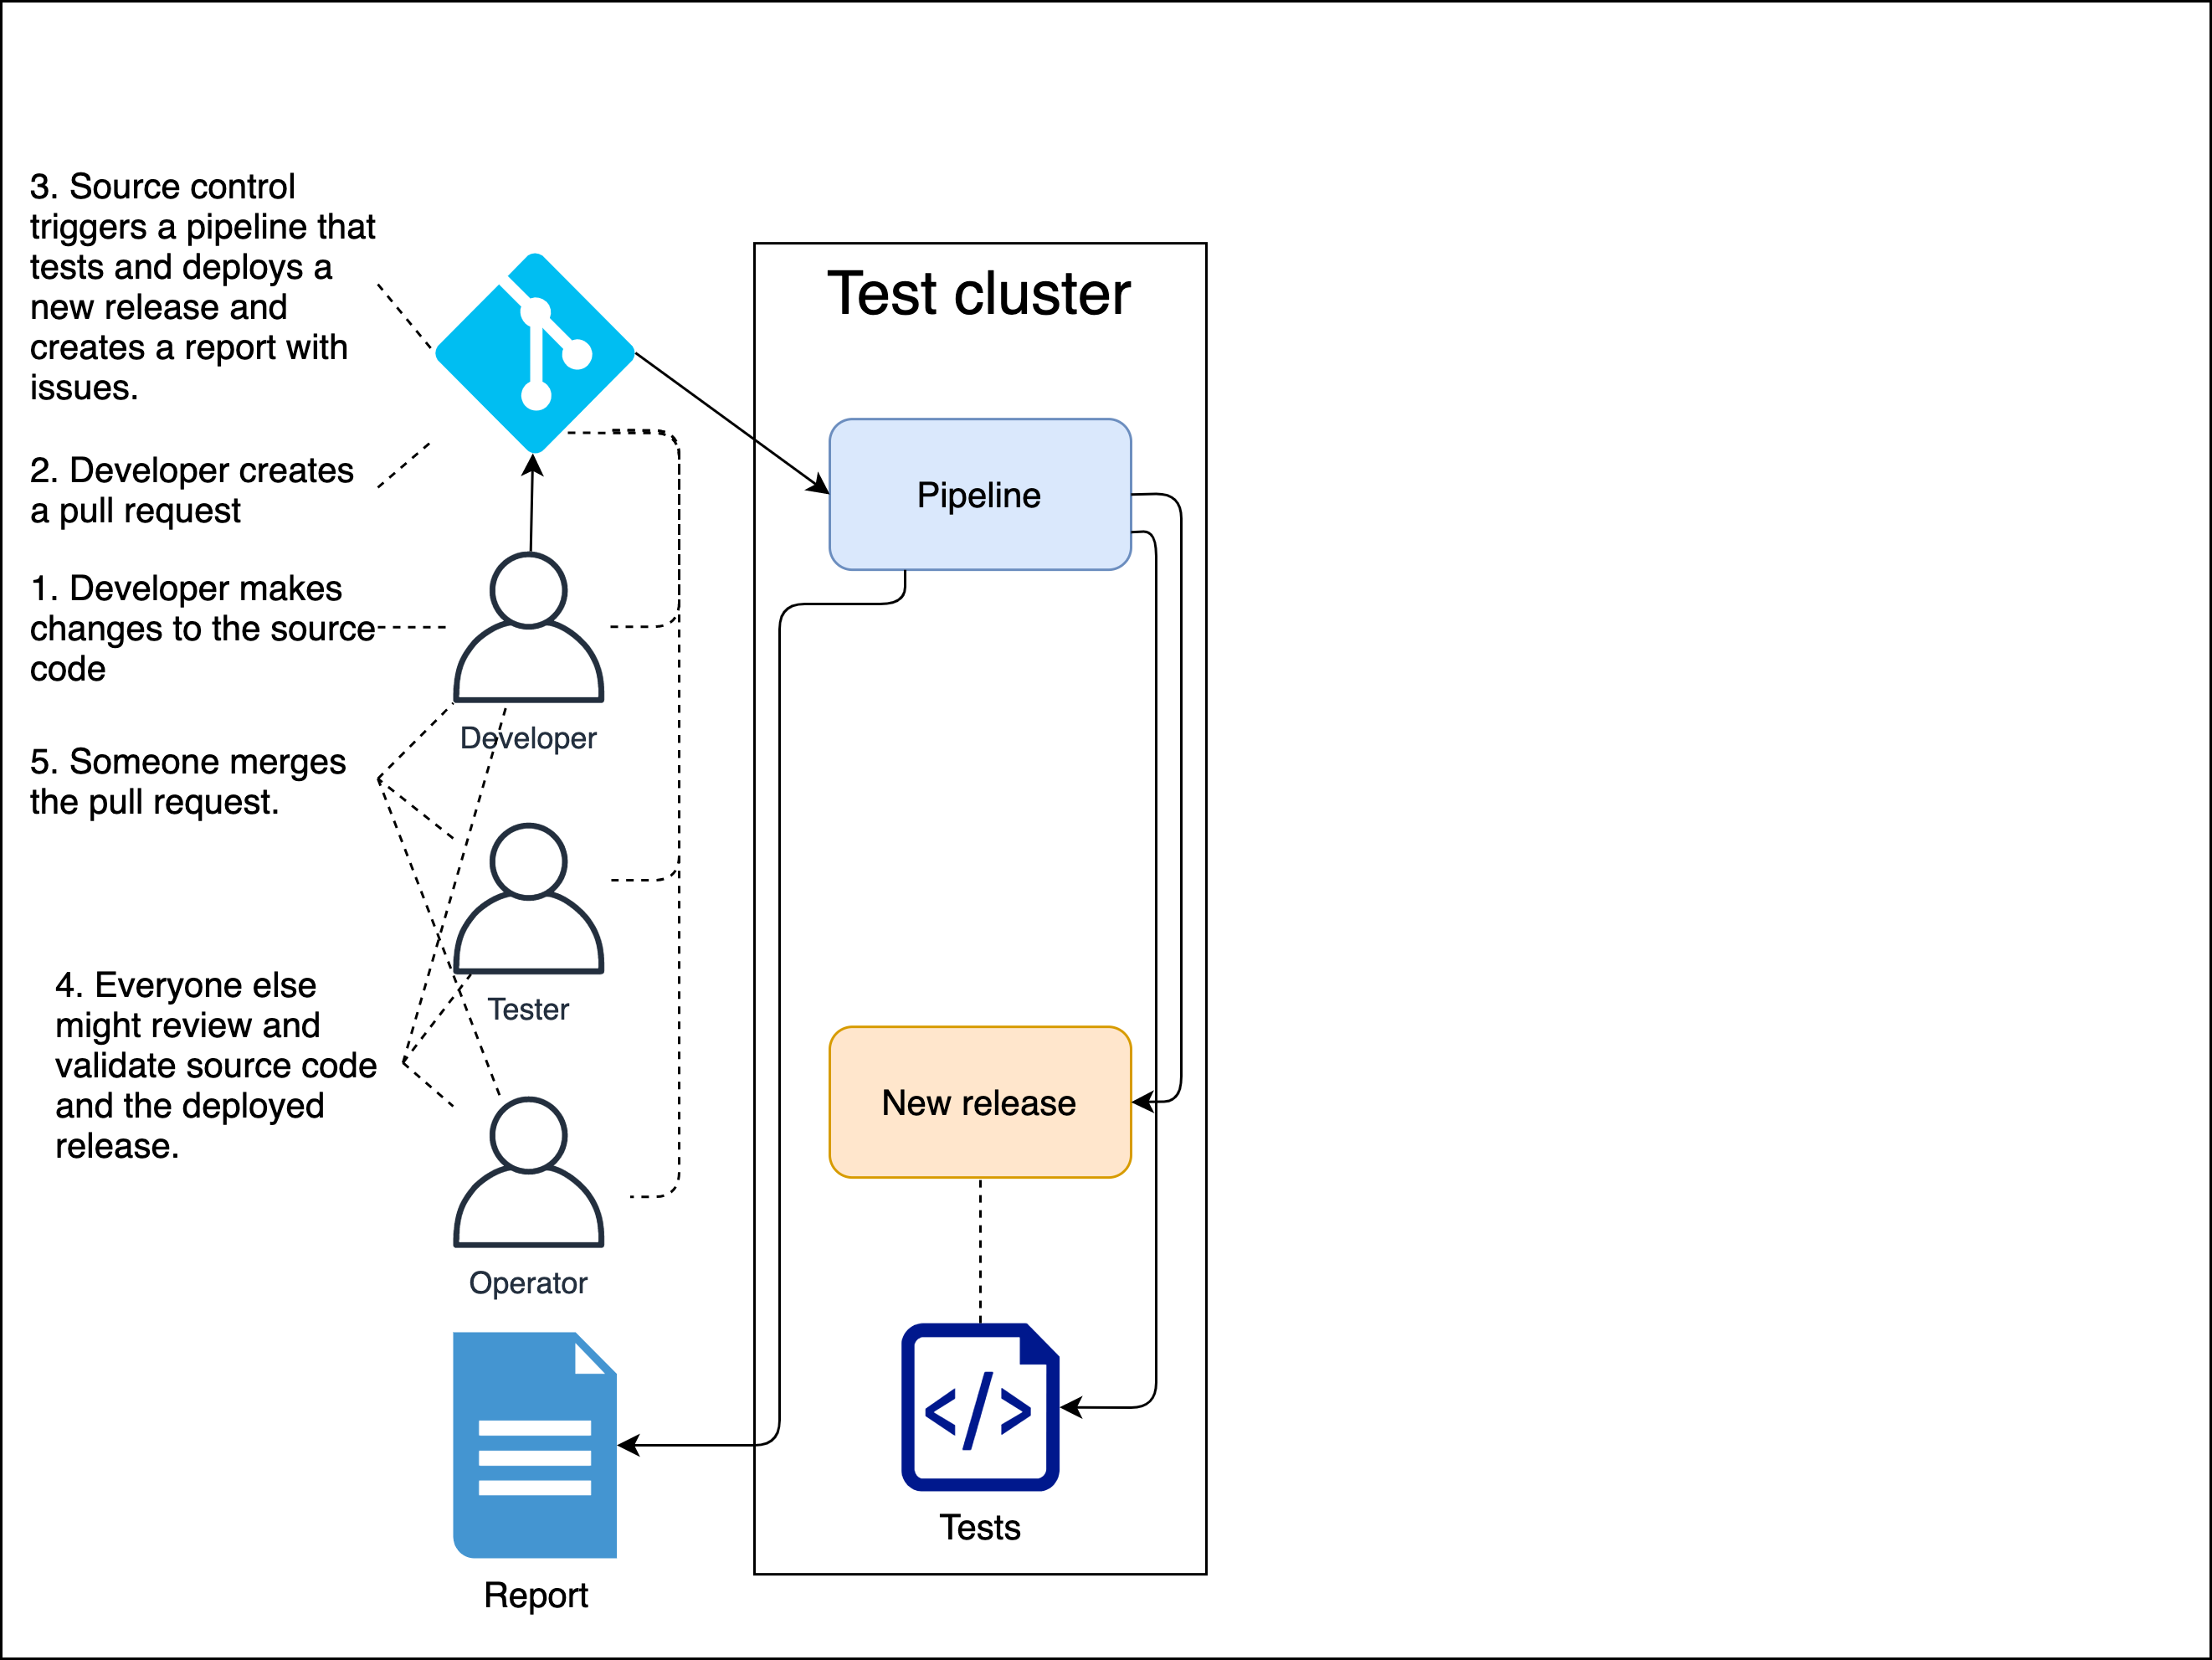 3. Source control
triggers a pipeline that
tests and deploys a
new release and
creates a report with
issues.
2. Developer creates
a pull request
1. Developer makes
changes to the source
code
Developer
5. Someone merges
the pull request.
Tester
4. Everyone else
might review and
validate source code
and the deployed
release.
Operator
Report
Test cluster
Pipeline
New release
</>
Tests